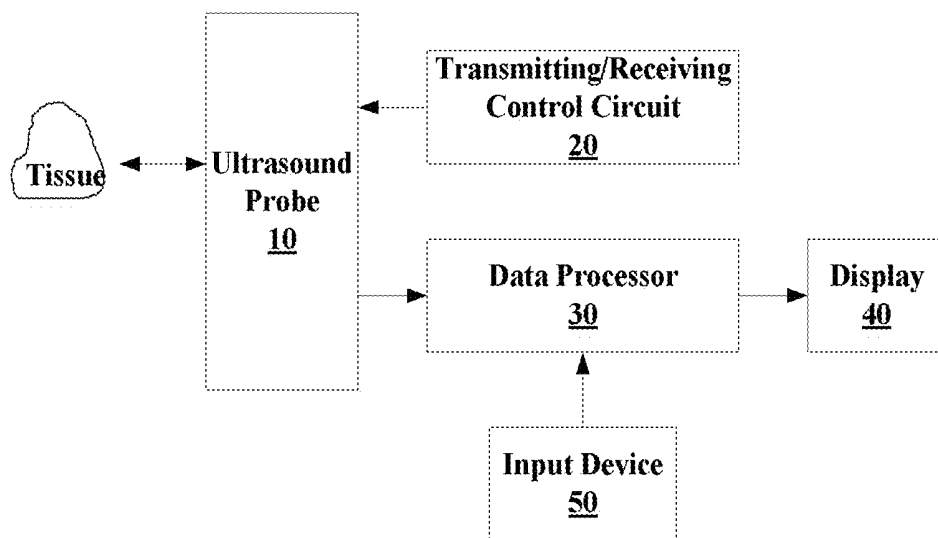 Tissue
Ultrasound
Probe
10
Transmitting/Receiving
Control Circuit
20
Data Processor
30
Display
40
Input Device
50